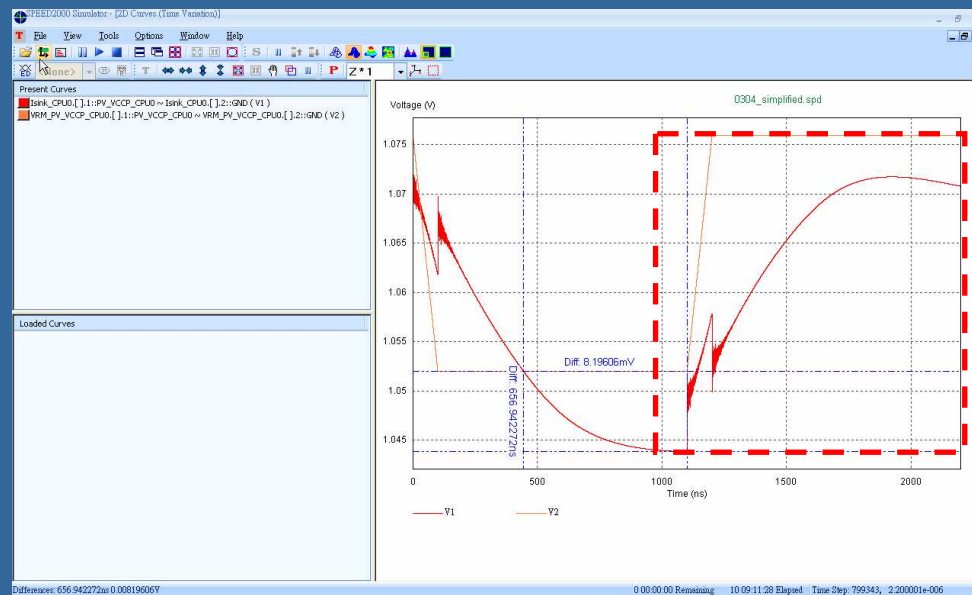 SPEED2000 Simulator - [2D Curves (Time Variation)]
File View Tools Options Window Help
<None> T P Z * 1
Present Curves
Isink_CPU0.[ ].1::PV_VCCP_CPU0 ~ Isink_CPU0.[ ].2::GND ( V1 )
VRM_PV_VCCP_CPU0.[ ].1::PV_VCCP_CPU0 ~ VRM_PV_VCCP_CPU0.[ ].2::GND ( V2 )
Loaded Curves
Voltage (V)
0304_simplified.spd
1.075
1.07
1.065
1.06
1.055
1.05
1.045
Diff: 8.19606mV
Diff: 656.942272ns
0 500 1000 1500 2000
Time (ns)
V1 V2
Differences: 656.942272ns 0.00819606V 0 00:00:00 Remaining 10 09:11:28 Elapsed Time Step: 799343, 2.200001e-006